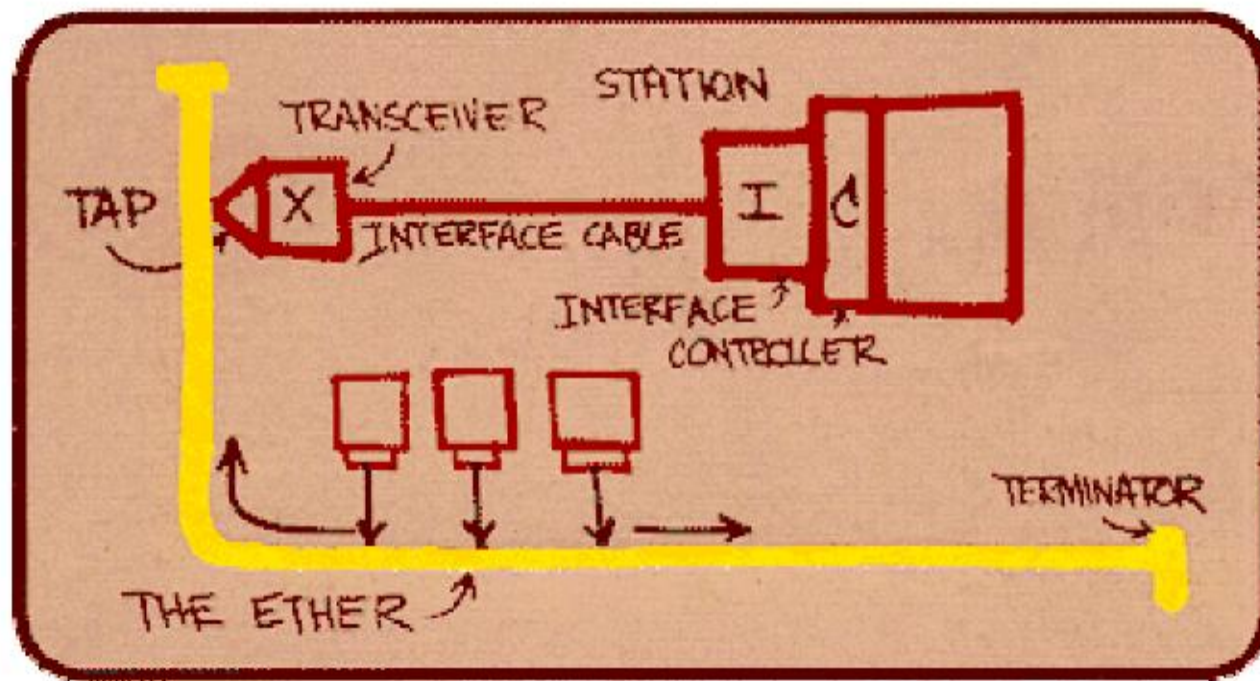 STATION
TRANSCEIVER
TAP
X
I
C
INTERFACE CABLE
INTERFACE
CONTROLLER
TERMINATOR
THE ETHER